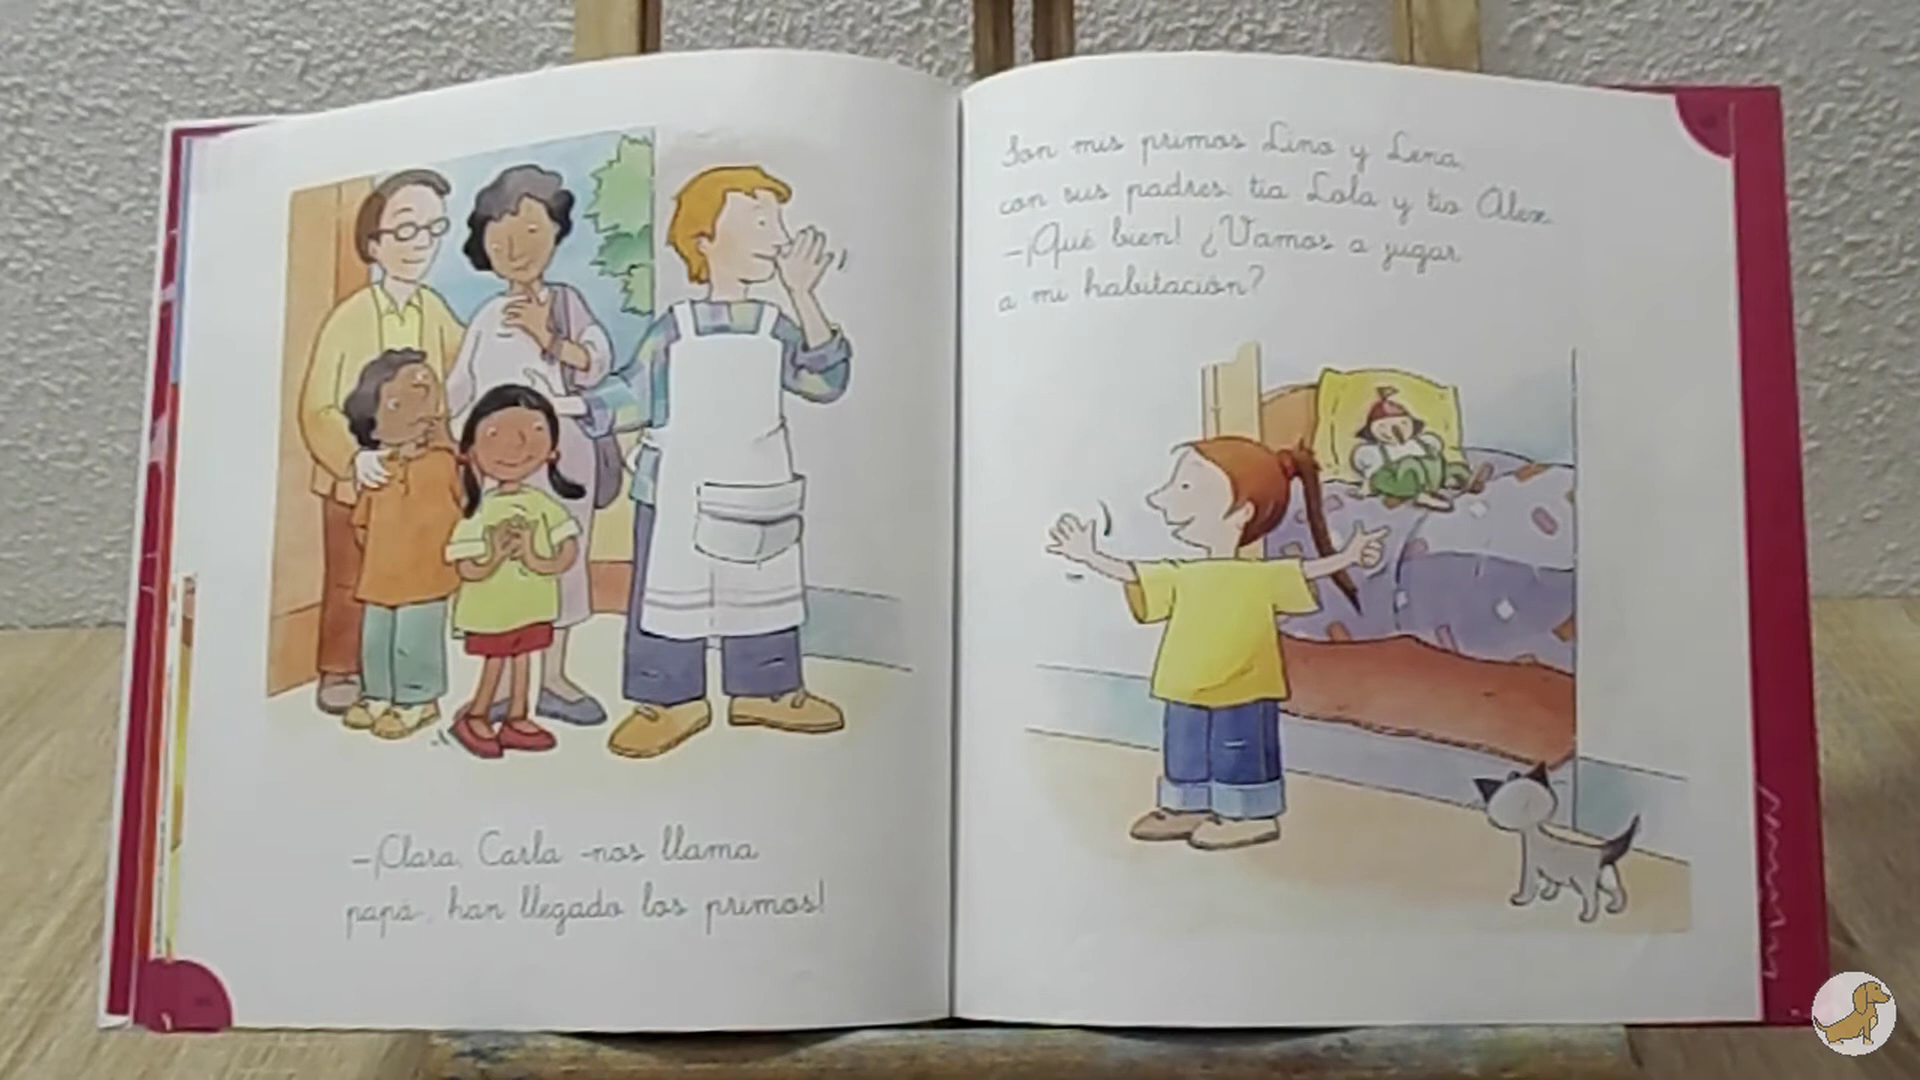 –¡Clara, Carla –nos llama
papá–, han llegado los primos!
Son mis primos Lino y Lena,
con sus padres, tía Lola y tío Alex.
–¡Qué bien! ¿Vamos a jugar
a mi habitación?